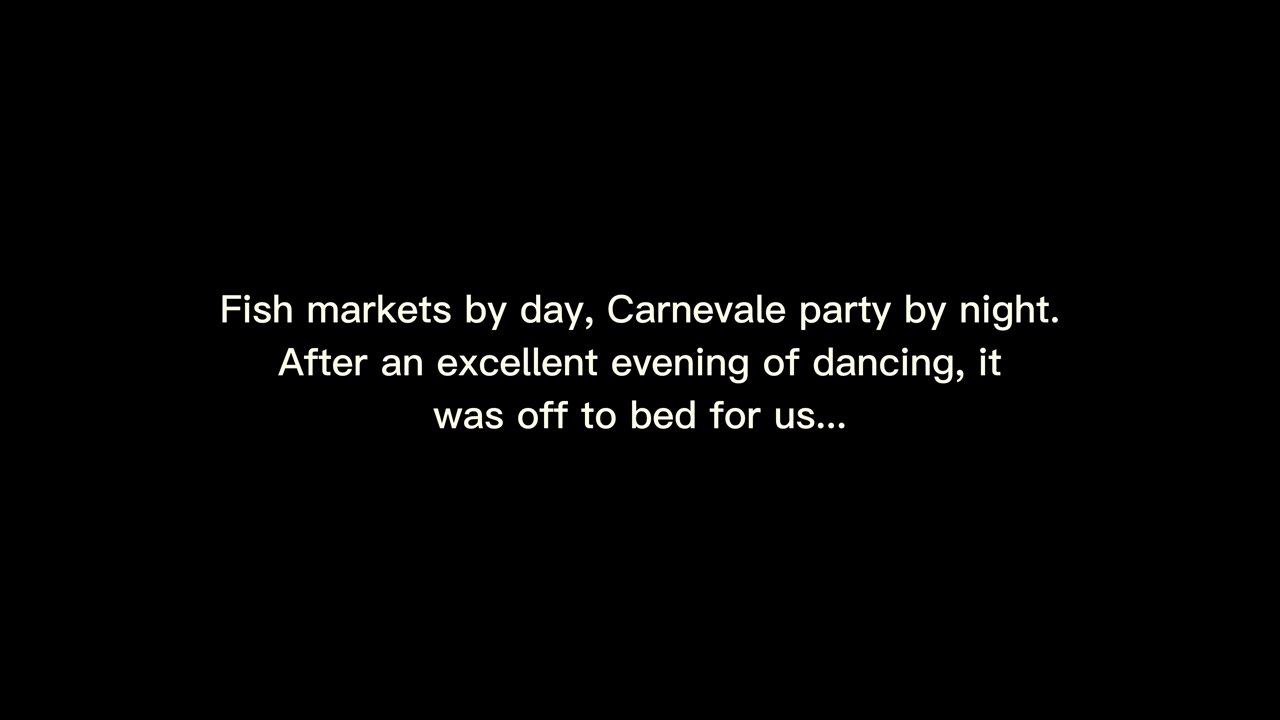 Fish markets by day, Carnevale party by night.
After an excellent evening of dancing, it
was off to bed for us...